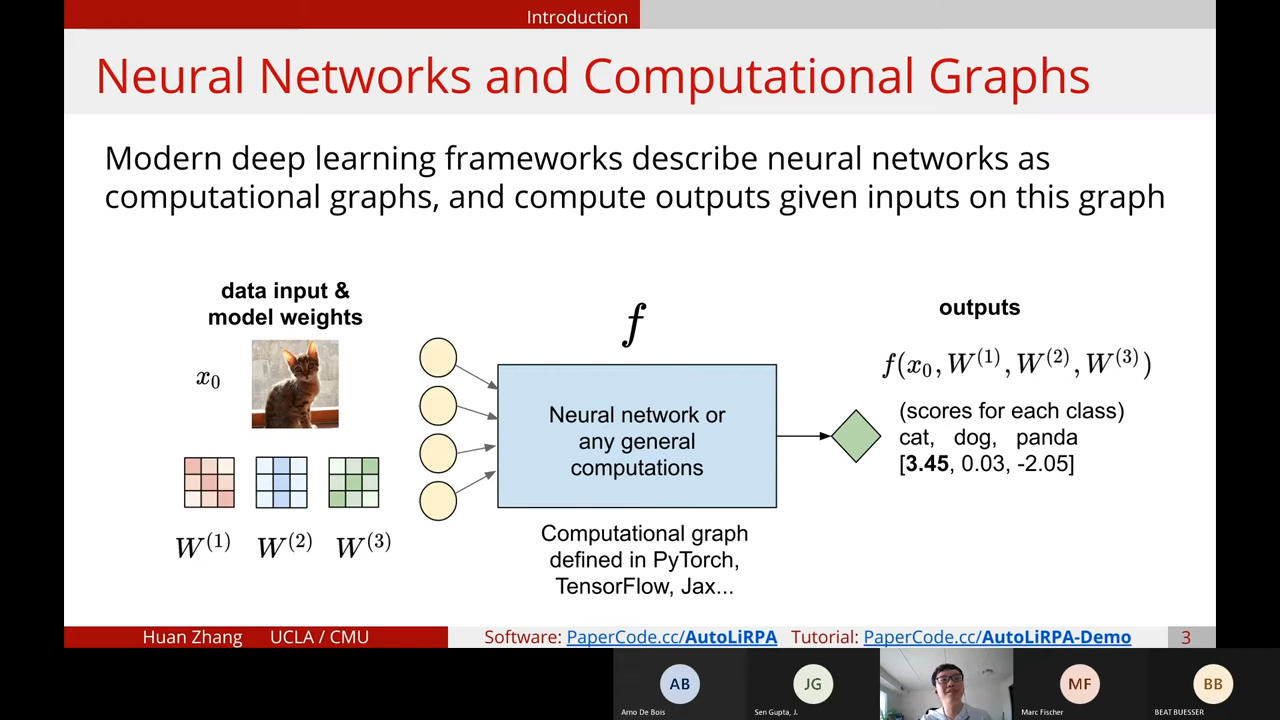 Introduction
Neural Networks and Computational Graphs
Modern deep learning frameworks describe neural networks as
computational graphs, and compute outputs given inputs on this graph
data input &
model weights
x₀
W⁽¹⁾ W⁽²⁾ W⁽³⁾
f
Neural network or
any general
computations
Computational graph
defined in PyTorch,
TensorFlow, Jax...
outputs
f(x₀, W⁽¹⁾, W⁽²⁾, W⁽³⁾)
(scores for each class)
cat, dog, panda
[3.45, 0.03, -2.05]
Huan Zhang UCLA / CMU Software: PaperCode.cc/AutoLiRPA Tutorial: PaperCode.cc/AutoLiRPA-Demo 3
AB JG MF BB
Arno De Bois Sen Gupta, J. Marc Fischer BEAT BUESSER